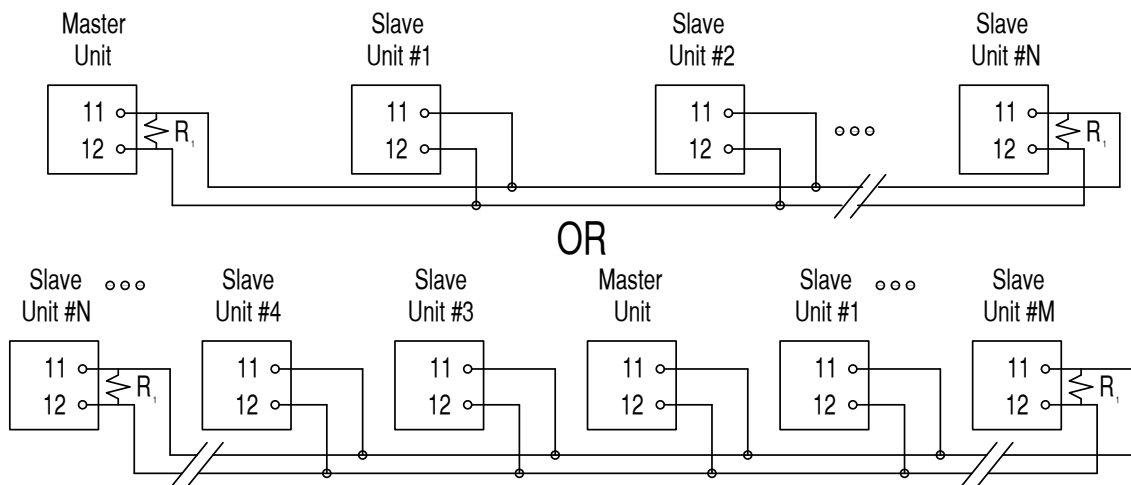 Master Unit
Slave Unit #1
Slave Unit #2
Slave Unit #N
11
12
R1
11
12
11
12
11
12
R1
OR
Slave Unit #N
Slave Unit #4
Slave Unit #3
Master Unit
Slave Unit #1
Slave Unit #M
11
12
R1
11
12
11
12
11
12
11
12
11
12
R1